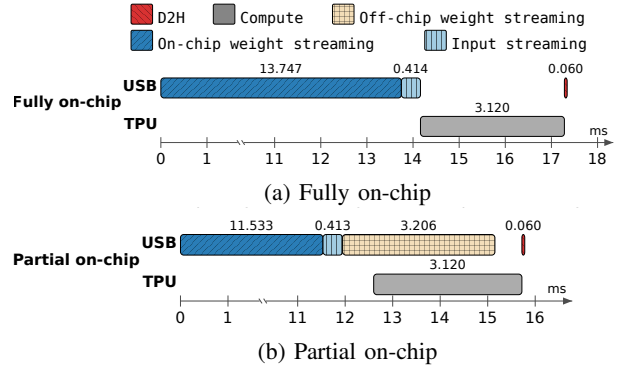 D2H Compute Off-chip weight streaming
On-chip weight streaming Input streaming
13.747 0.414 0.060
USB
Fully on-chip
3.120
TPU
ms
0 1 11 12 13 14 15 16 17 18
(a) Fully on-chip
11.533 0.413 3.206 0.060
USB
Partial on-chip
3.120
TPU
ms
0 1 11 12 13 14 15 16
(b) Partial on-chip